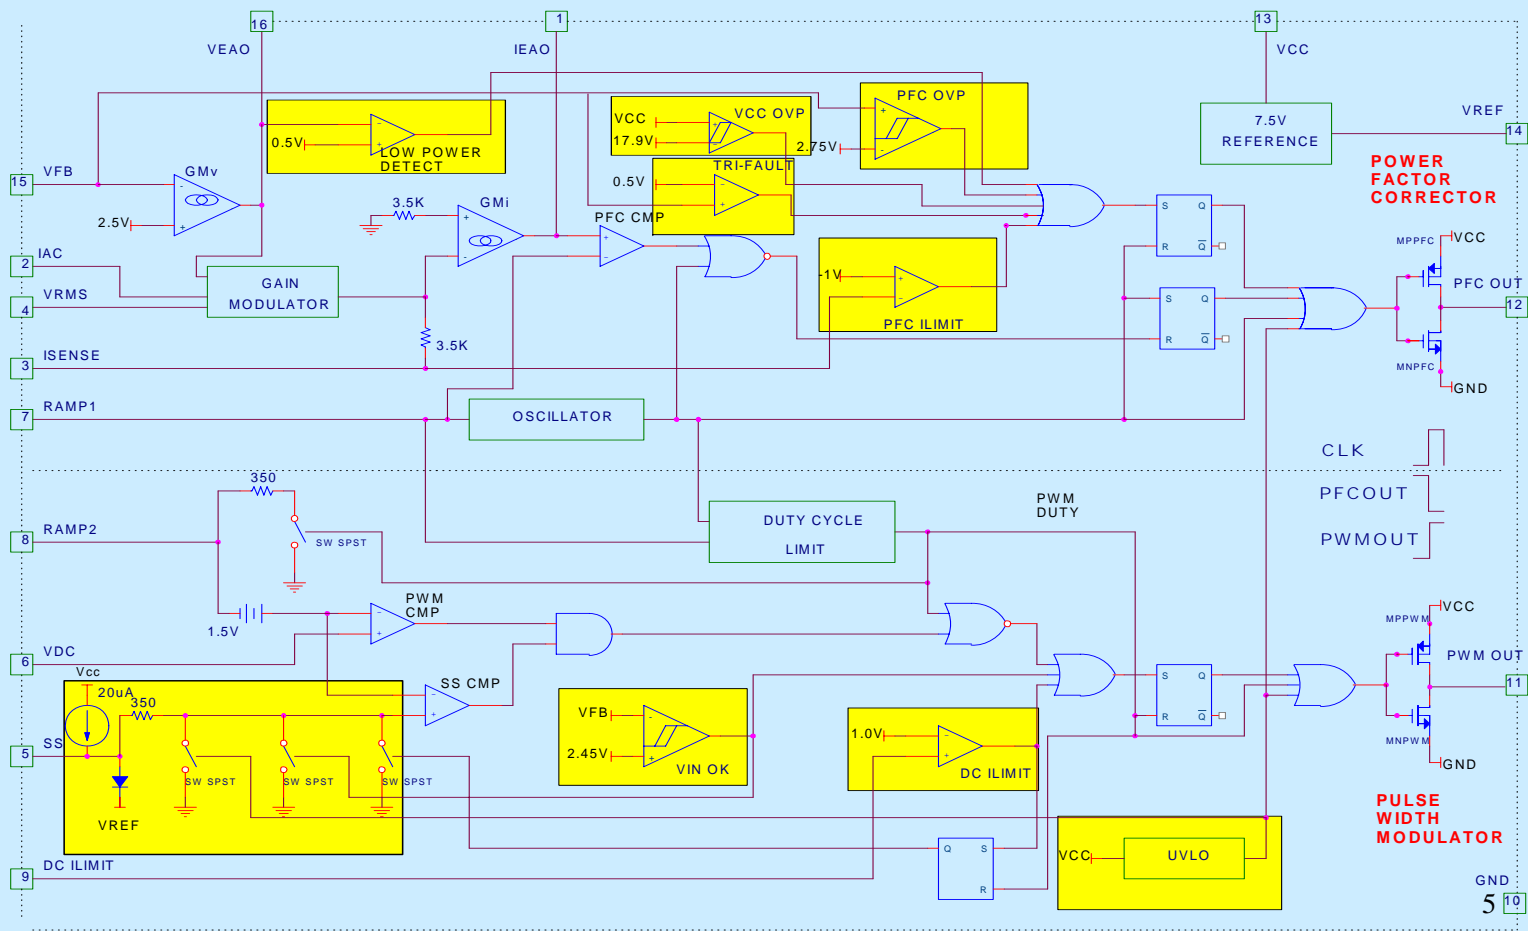 16
1
13
VEAO
IEAO
VCC
PFC OVP
VCC
VCC OVP
17.9V
2.75V
7.5V
REFERENCE
VREF
14
0.5V
LOW POWER
DETECT
TRI-FAULT
0.5V
POWER
FACTOR
CORRECTOR
15
VFB
GMv
2.5V
3.5K
GMi
PFC CMP
S Q
R Q
MPPFC
VCC
2
IAC
GAIN
MODULATOR
-1V
PFC ILIMIT
PFC OUT
12
4
VRMS
3.5K
S Q
R Q
3
ISENSE
MNPFC
GND
7
RAMP1
OSCILLATOR
CLK
350
PFCOUT
PWM
DUTY
8
RAMP2
SW SPST
DUTY CYCLE
LIMIT
PWMOUT
PWM
CMP
1.5V
VCC
MPPWM
6
VDC
PWM OUT
11
Vcc
20uA
350
SS CMP
S Q
R Q
VFB
2.45V
VIN OK
1.0V
DC ILIMIT
MNPWM
GND
5
SS
SW SPST
SW SPST
SW SPST
VREF
PULSE
WIDTH
MODULATOR
Q S
R
VCC
UVLO
9
DC ILIMIT
GND
5
10